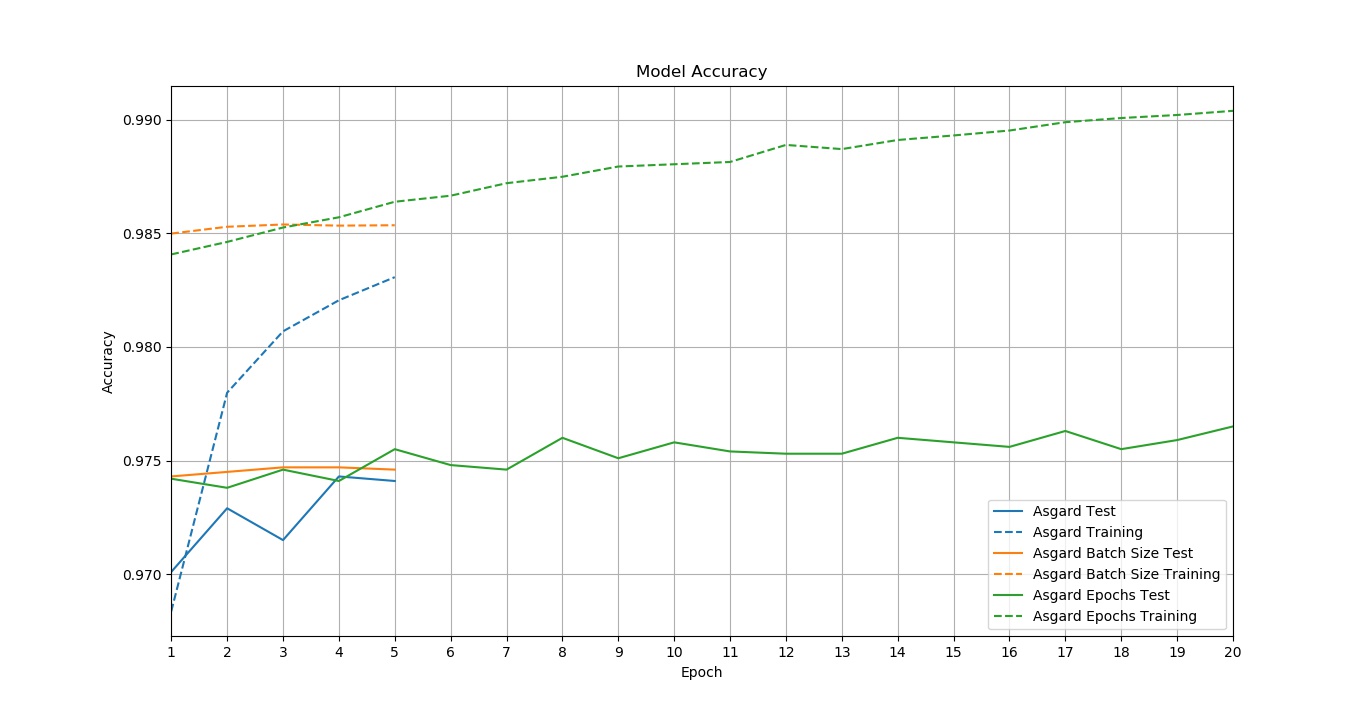 Model Accuracy
0.990
0.985
0.980
0.975
0.970
Accuracy
Asgard Test
Asgard Training
Asgard Batch Size Test
Asgard Batch Size Training
Asgard Epochs Test
Asgard Epochs Training
1 2 3 4 5 6 7 8 9 10 11 12 13 14 15 16 17 18 19 20
Epoch